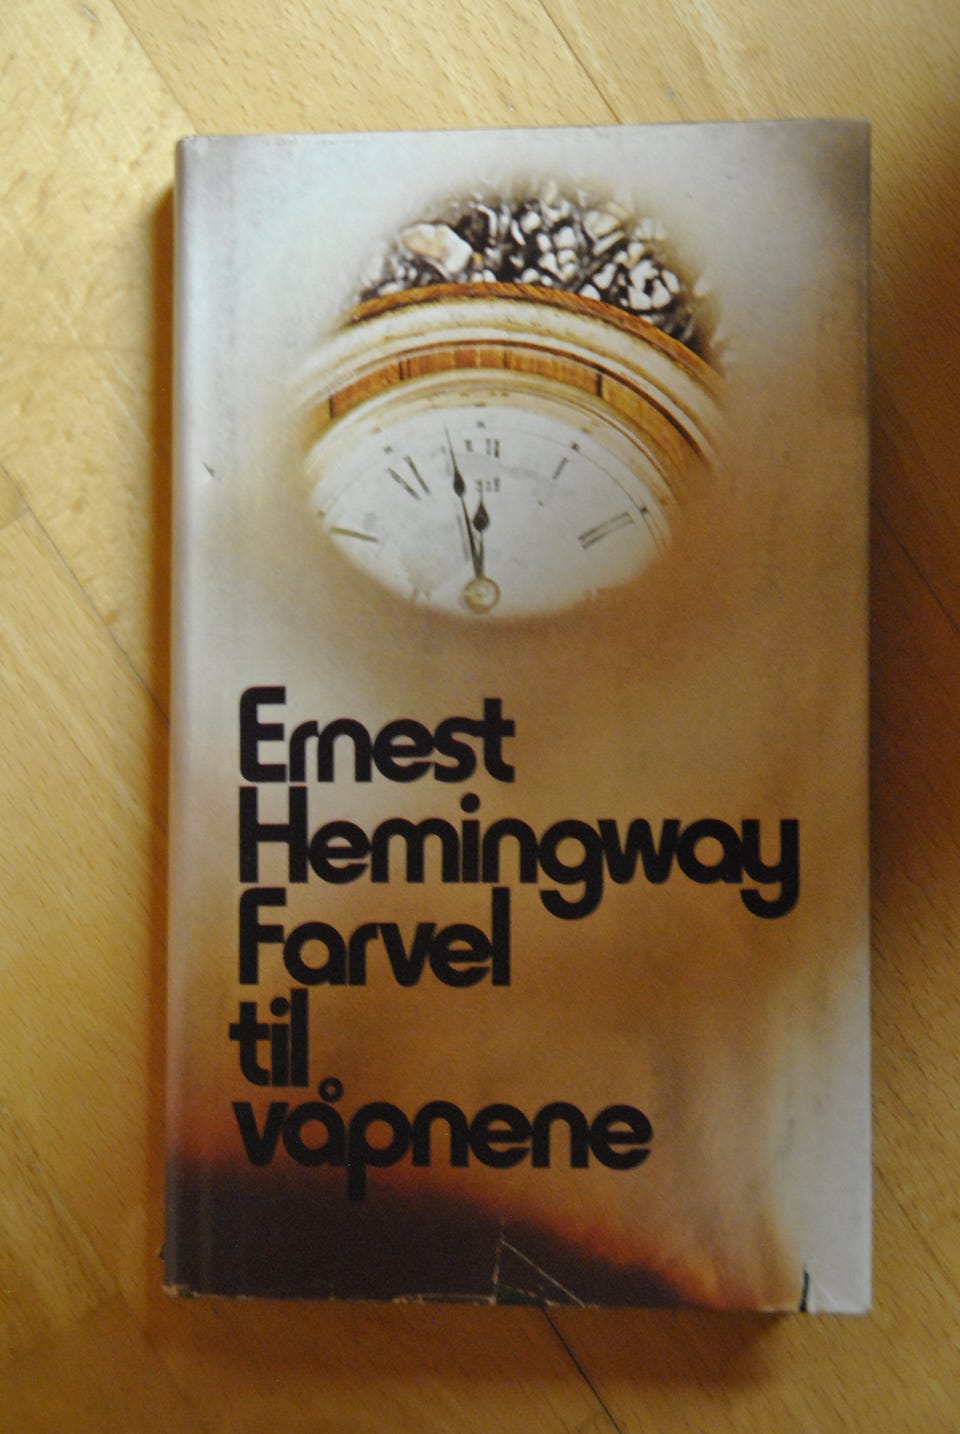 Ernest
Hemingway
Farvel
til
våpnene